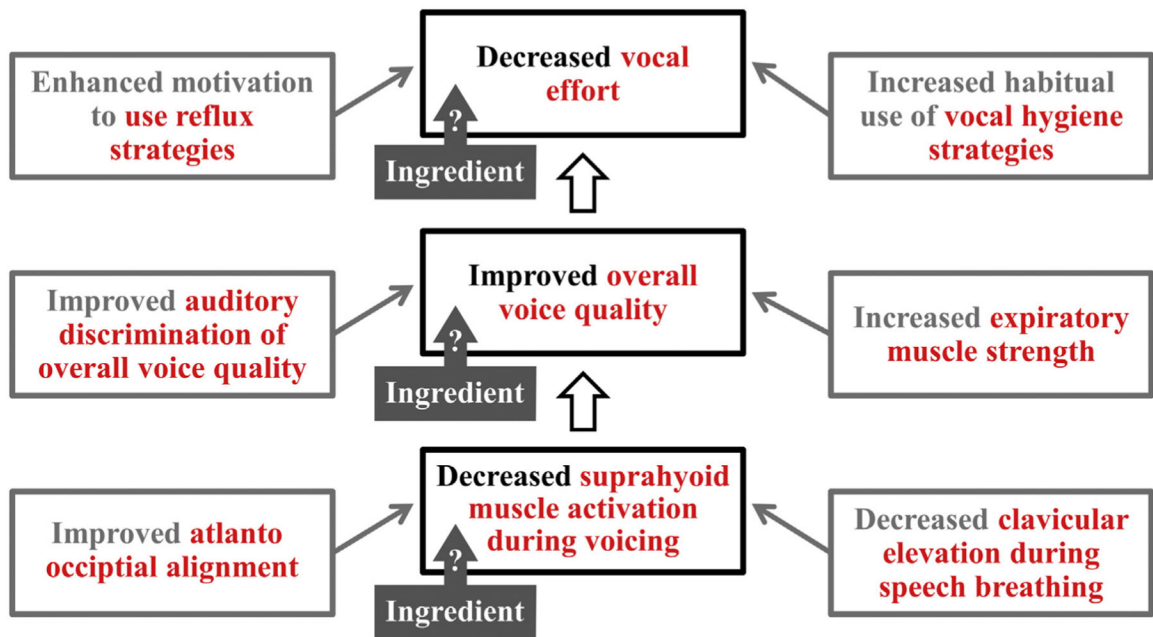 Enhanced motivation
to use reflux
strategies
Decreased vocal
effort
?
Ingredient
Increased habitual
use of vocal hygiene
strategies
Improved auditory
discrimination of
overall voice quality
Improved overall
voice quality
?
Ingredient
Increased expiratory
muscle strength
Improved atlanto
occiptial alignment
Decreased suprahyoid
muscle activation
during voicing
?
Ingredient
Decreased clavicular
elevation during
speech breathing